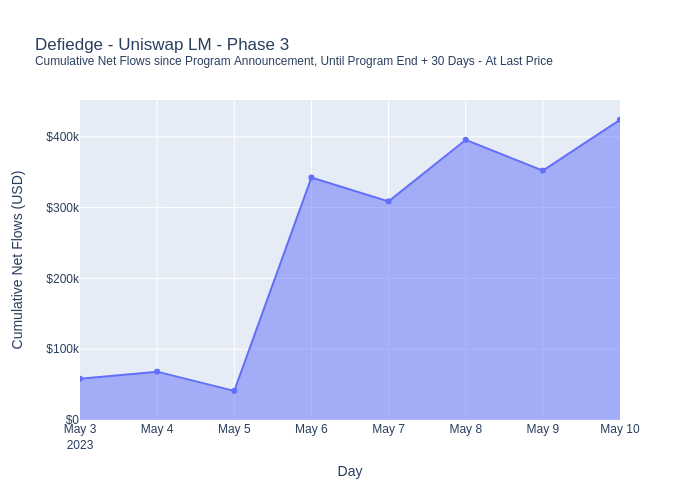 Defiedge - Uniswap LM - Phase 3
Cumulative Net Flows since Program Announcement, Until Program End + 30 Days - At Last Price
Cumulative Net Flows (USD)
$400k
$300k
$200k
$100k
$0
May 3 May 4 May 5 May 6 May 7 May 8 May 9 May 10
2023
Day